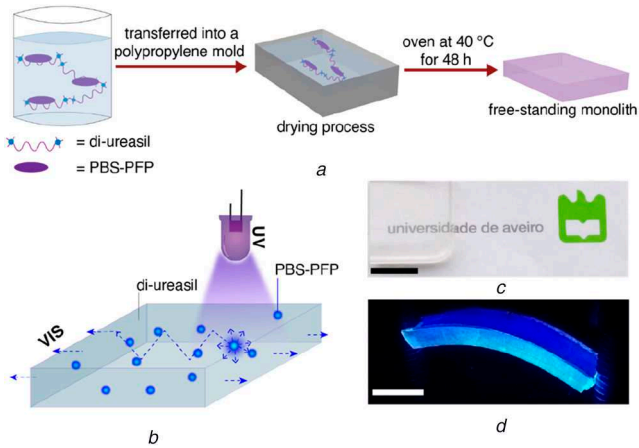 transferred into a
polypropylene mold
oven at 40 °C
for 48 h
free-standing monolith
drying process
= di-ureasil
= PBS-PFP
a
UV
di-ureasil
PBS-PFP
VIS
b
universidade de aveiro
c
d